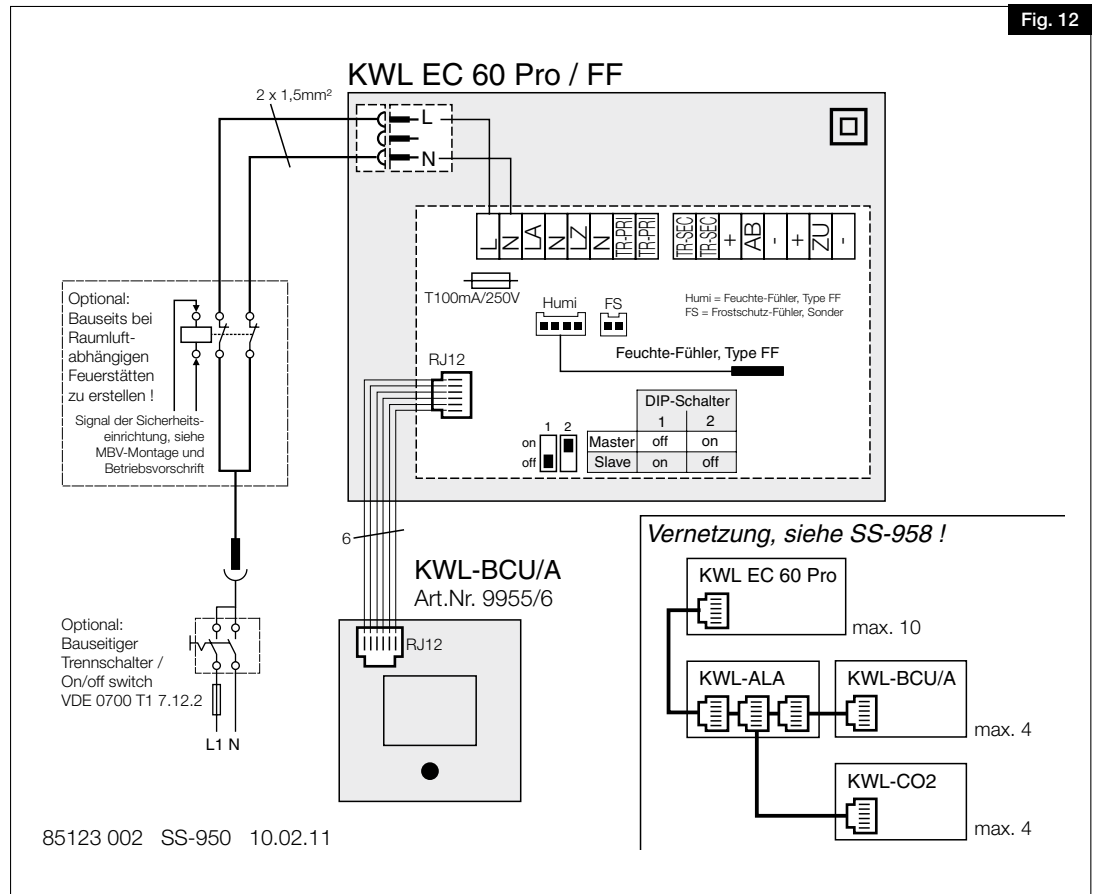 Fig. 12
KWL EC 60 Pro / FF
2 x 1,5mm²
L
N
L
N
LA
N
LZ
N
TR-PRI
TR-PRI
TR-SEC
TR-SEC
+
AB
-
+
ZU
-
T100mA/250V
Humi
FS
Humi = Feuchte-Fühler, Type FF
FS = Frostschutz-Fühler, Sonder
Feuchte-Fühler, Type FF
RJ12
DIP-Schalter
1 2
Master off on
Slave on off
1 2
on
off
Optional:
Bauseits bei
Raumluft-
abhängigen
Feuerstätten
zu erstellen !
Signal der Sicherheits-
einrichtung, siehe
MBV-Montage und
Betriebsvorschrift
6
KWL-BCU/A
Art.Nr. 9955/6
RJ12
Optional:
Bauseitiger
Trennschalter /
On/off switch
VDE 0700 T1 7.12.2
L1 N
Vernetzung, siehe SS-958 !
KWL EC 60 Pro
max. 10
KWL-ALA
KWL-BCU/A
max. 4
KWL-CO2
max. 4
85123 002 SS-950 10.02.11